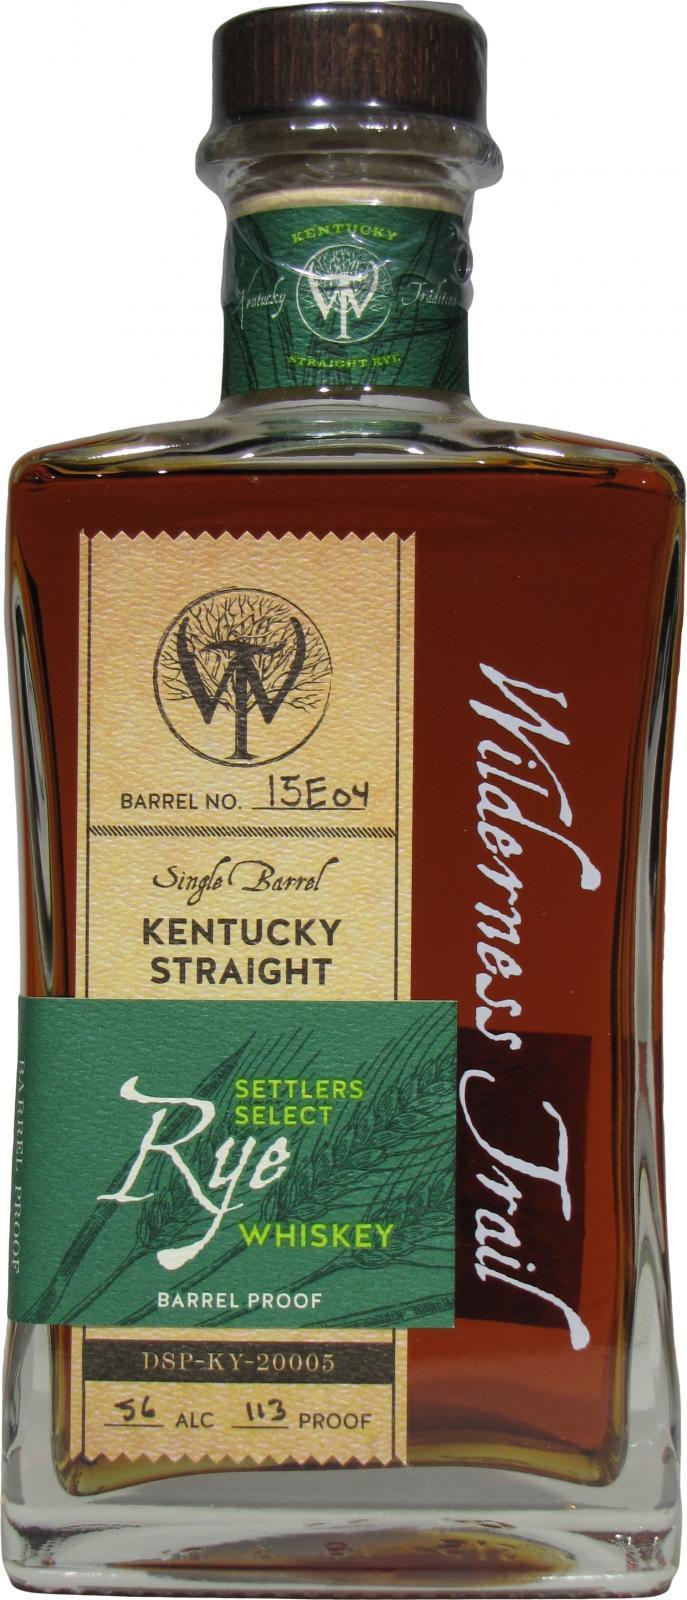 KENTUCKY
Kentucky WT Tradition
STRAIGHT RYE
WT
BARREL NO. 15E04
Single Barrel
KENTUCKY
STRAIGHT
SETTLERS
SELECT
Rye
WHISKEY
BARREL PROOF
DSP-KY-20005
56 ALC 113 PROOF
Wilderness Trail
BARREL PROOF